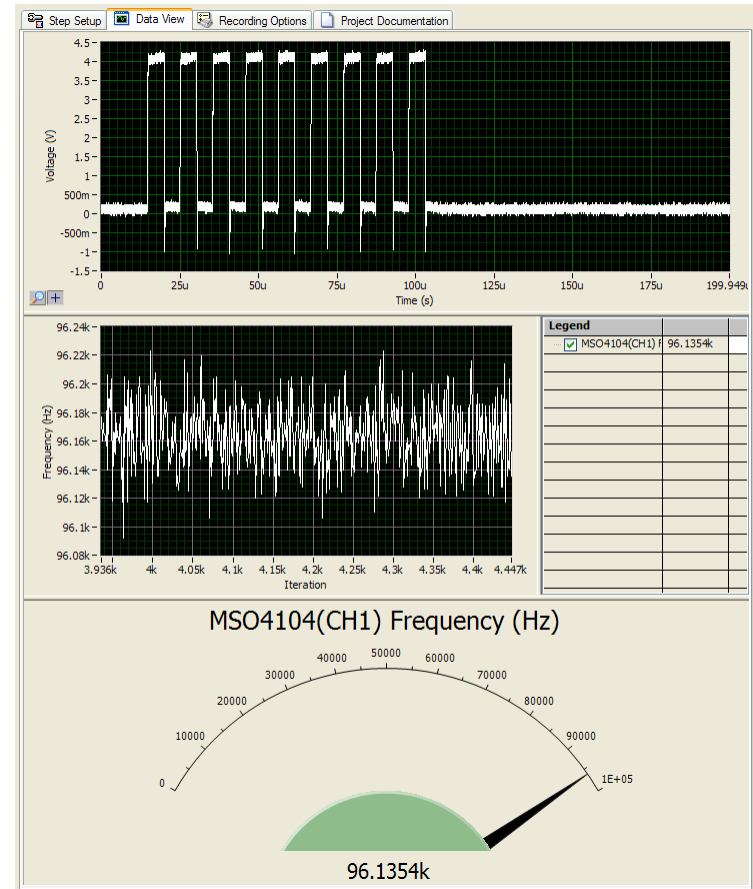 Step Setup Data View Recording Options Project Documentation
4.5
4
3.5
3
2.5
2
1.5
1
500m
0
-500m
-1
-1.5
Voltage (V)
0 25u 50u 75u 100u 125u 150u 175u 199.949u
Time (s)
96.24k
96.22k
96.2k
96.18k
96.16k
96.14k
96.12k
96.1k
96.08k
Frequency (Hz)
3.936k 4k 4.05k 4.1k 4.15k 4.2k 4.25k 4.3k 4.35k 4.4k 4.447k
Iteration
Legend
MSO4104(CH1) F 96.1354k
MSO4104(CH1) Frequency (Hz)
0
10000
20000
30000
40000
50000
60000
70000
80000
90000
1E+05
96.1354k